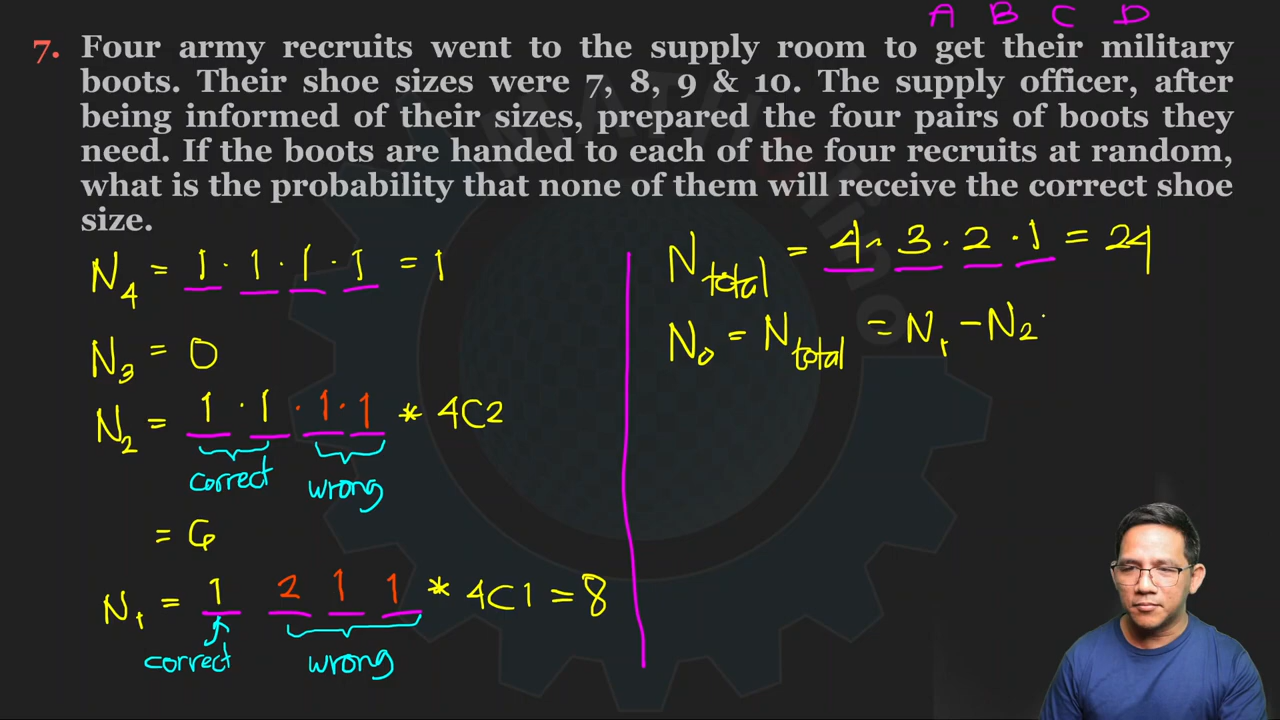 A B C D
7. Four army recruits went to the supply room to get their military
boots. Their shoe sizes were 7, 8, 9 & 10. The supply officer, after
being informed of their sizes, prepared the four pairs of boots they
need. If the boots are handed to each of the four recruits at random,
what is the probability that none of them will receive the correct shoe
size.
N4 = 1 · 1 · 1 · 1 = 1
N3 = 0
N2 = 1 · 1 · 1 · 1 * 4C2
correct wrong
= 6
N1 = 1 2 1 1 * 4C1 = 8
correct wrong
Ntotal = 4 · 3 · 2 · 1 = 24
N0 = Ntotal = N1 - N2 ·